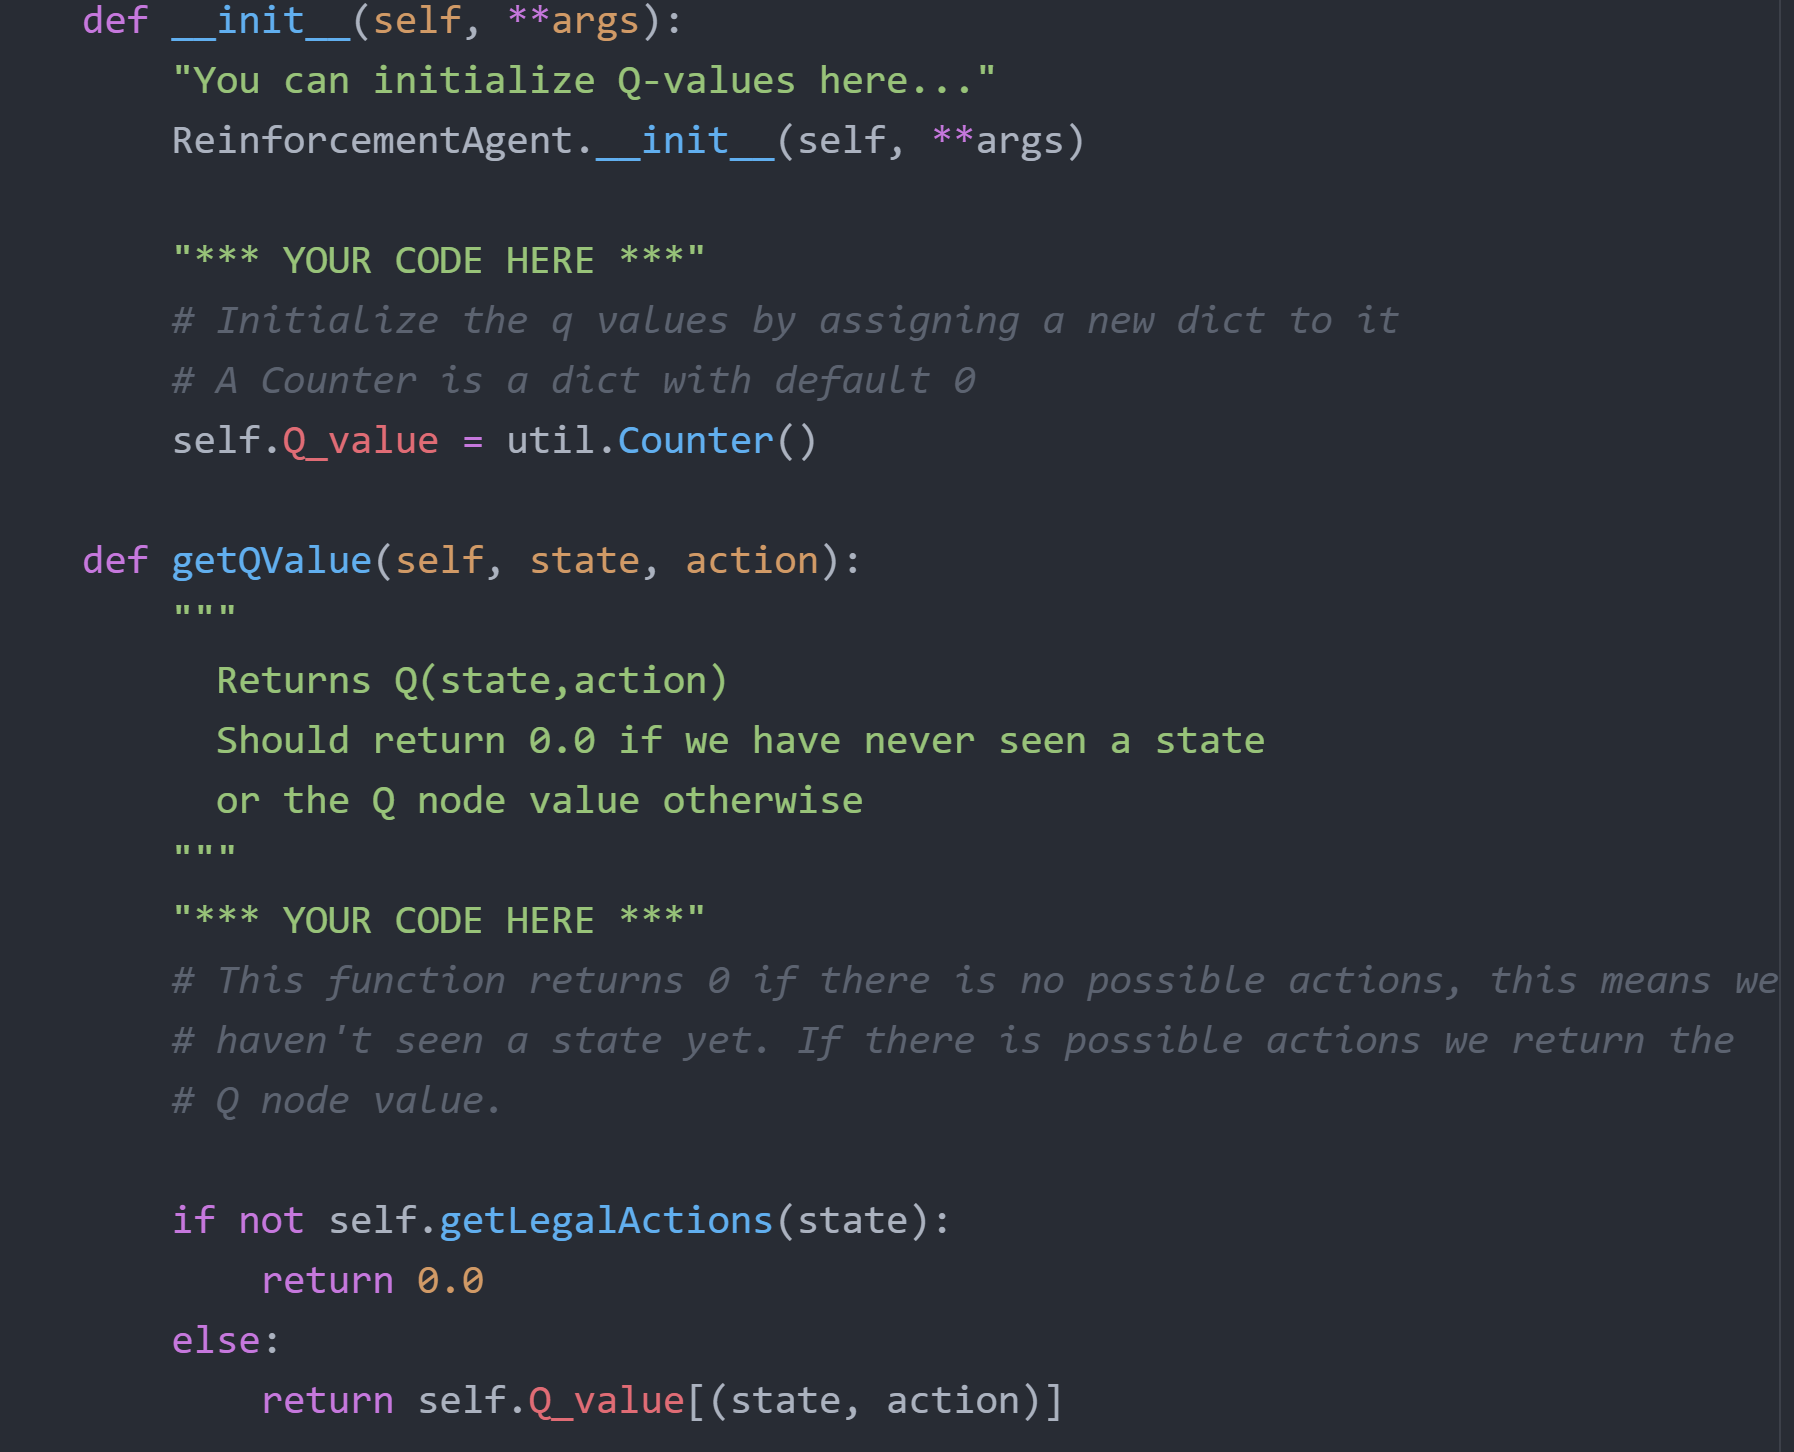 def __init__(self, **args):
"You can initialize Q-values here..."
ReinforcementAgent.__init__(self, **args)
"*** YOUR CODE HERE ***"
# Initialize the q values by assigning a new dict to it
# A Counter is a dict with default 0
self.Q_value = util.Counter()
def getQValue(self, state, action):
"""
Returns Q(state,action)
Should return 0.0 if we have never seen a state
or the Q node value otherwise
"""
"*** YOUR CODE HERE ***"
# This function returns 0 if there is no possible actions, this means we
# haven't seen a state yet. If there is possible actions we return the
# Q node value.
if not self.getLegalActions(state):
return 0.0
else:
return self.Q_value[(state, action)]